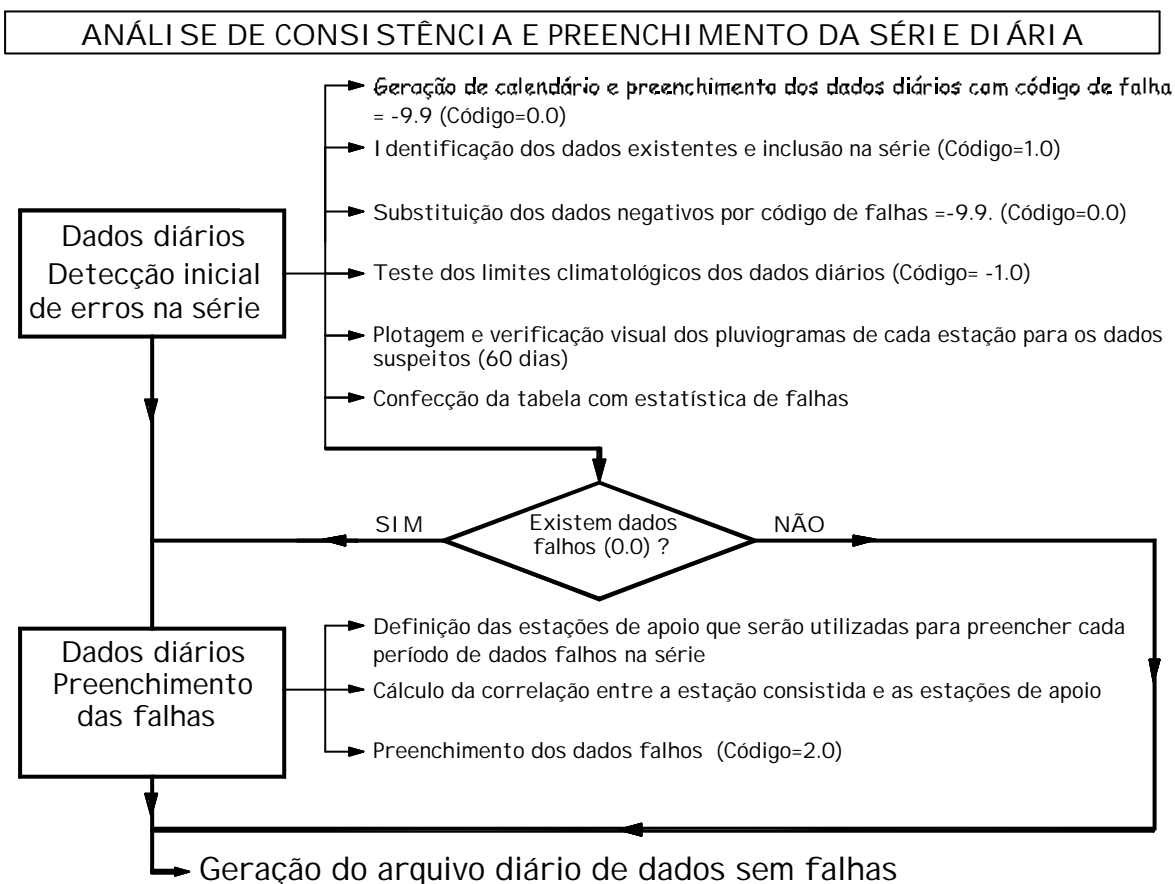 ANÁLISE DE CONSISTÊNCIA E PREENCHIMENTO DA SÉRIE DIÁRIA
Geração de calendário e preenchimento dos dados diários com código de falha
= -9.9 (Código=0.0)
Identificação dos dados existentes e inclusão na série (Código=1.0)
Substituição dos dados negativos por código de falhas =-9.9. (Código=0.0)
Dados diários
Detecção inicial
de erros na série
Teste dos limites climatológicos dos dados diários (Código= -1.0)
Plotagem e verificação visual dos pluviogramas de cada estação para os dados
suspeitos (60 dias)
Confecção da tabela com estatística de falhas
SIM
Existem dados
falhos (0.0) ?
NÃO
Dados diários
Preenchimento
das falhas
Definição das estações de apoio que serão utilizadas para preencher cada
período de dados falhos na série
Cálculo da correlação entre a estação consistida e as estações de apoio
Preenchimento dos dados falhos (Código=2.0)
Geração do arquivo diário de dados sem falhas